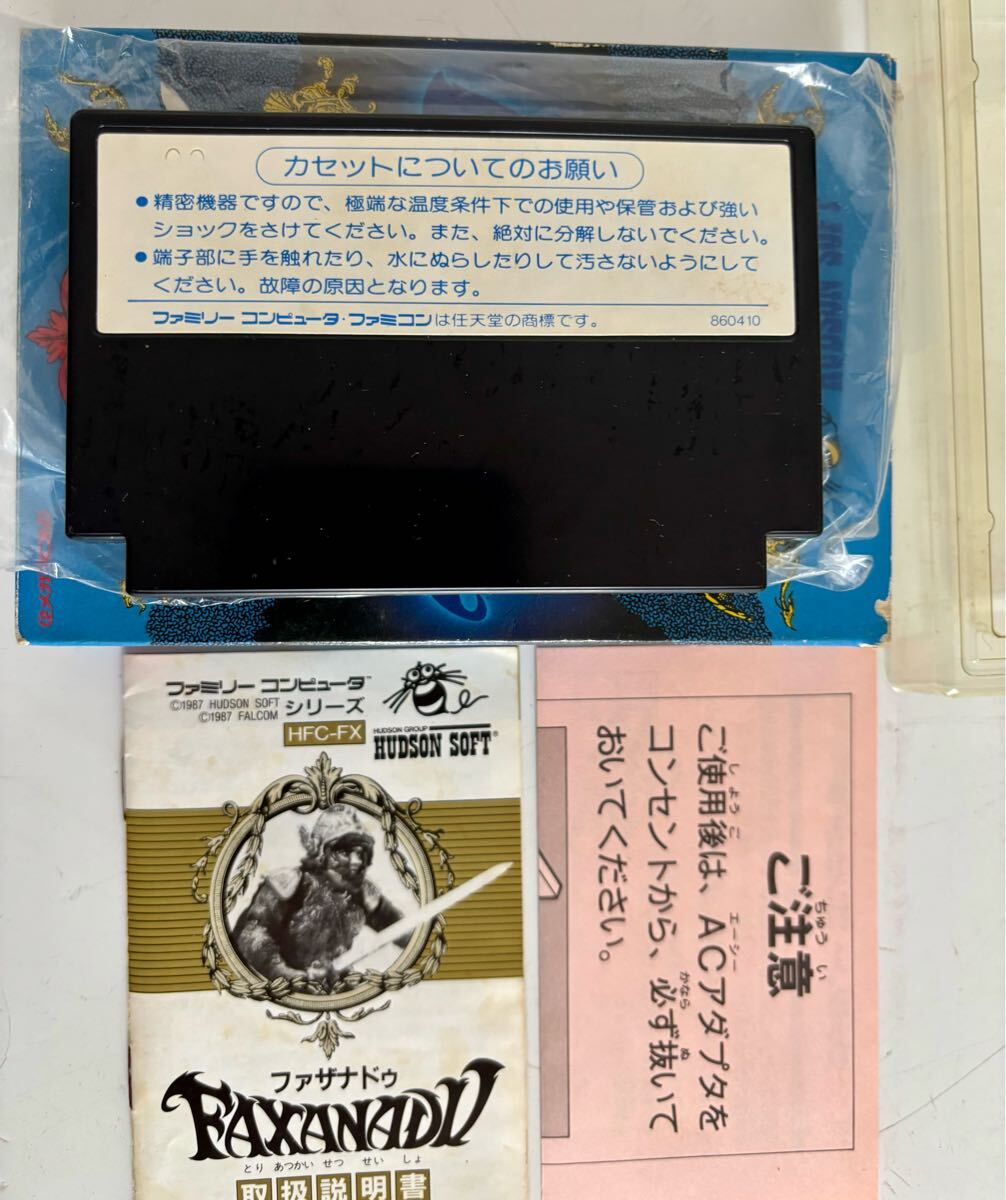 カセットについてのお願い
●精密機器ですので、極端な温度条件下での使用や保管および強い
ショックをさけてください。また、絶対に分解しないでください。
●端子部に手を触れたり、水にぬらしたりして汚さないようにして
ください。故障の原因となります。
ファミリー コンピュータ・ファミコンは任天堂の商標です。 860410
ファミリー コンピュータ™
©1987 HUDSON SOFT シリーズ
©1987 FALCOM
HFC-FX
HUDSON GROUP
HUDSON SOFT®
ファザナドゥ
FAXANADU
とり あつかい せつ めい しょ
取扱説明書
ご注意
ちゅう い
ご使用後は、ACアダプタを
し よう ご エーシー
コンセントから、必ず抜いて
かなら ぬ
おいてください。